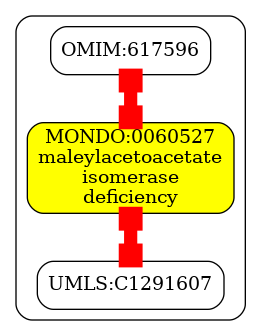 OMIM:617596
MONDO:0060527
maleylacetoacetate
isomerase
deficiency
UMLS:C1291607